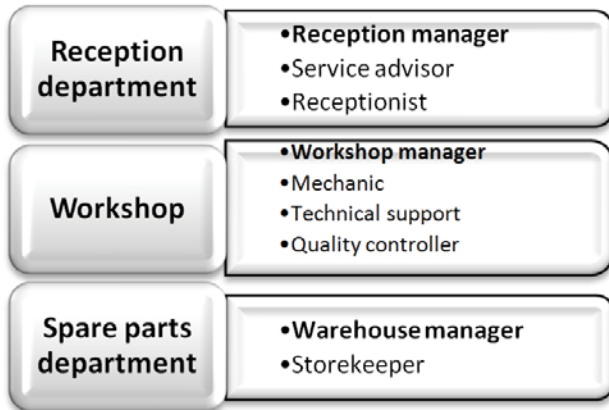 Reception
department
•Reception manager
•Service advisor
•Receptionist
Workshop
•Workshop manager
•Mechanic
•Technical support
•Quality controller
Spare parts
department
•Warehouse manager
•Storekeeper